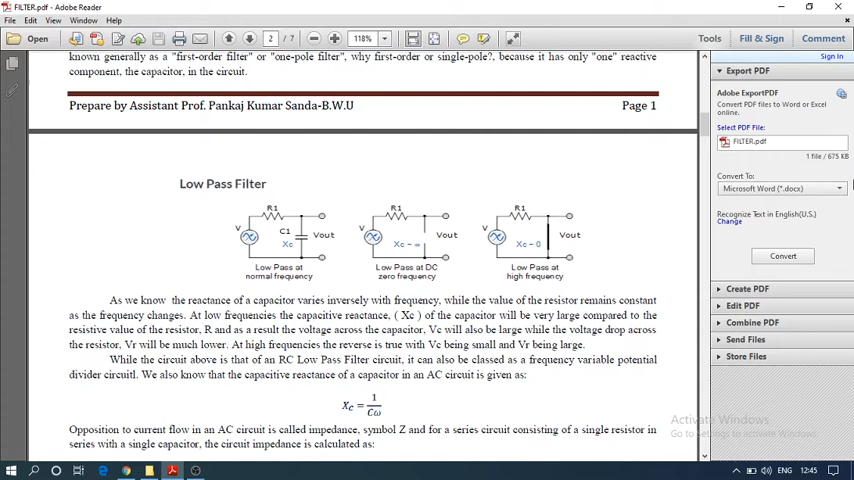 FILTER.pdf - Adobe Reader
File Edit View Window Help
Open 2 / 7 118% Tools Fill & Sign Comment
known generally as a "first-order filter" or "one-pole filter", why first-order or single-pole?, because it has only "one" reactive
component, the capacitor, in the circuit.
Prepare by Assistant Prof. Pankaj Kumar Sanda-B.W.U Page 1
Low Pass Filter
R1 R1 R1
V C1 Vout V Vout V Vout
Xc Xc - ∞ Xc - 0
Low Pass at Low Pass at DC Low Pass at
normal frequency zero frequency high frequency
As we know the reactance of a capacitor varies inversely with frequency, while the value of the resistor remains constant
as the frequency changes. At low frequencies the capacitive reactance, ( Xc ) of the capacitor will be very large compared to the
resistive value of the resistor, R and as a result the voltage across the capacitor, Vc will also be large while the voltage drop across
the resistor, Vr will be much lower. At high frequencies the reverse is true with Vc being small and Vr being large.
While the circuit above is that of an RC Low Pass Filter circuit, it can also be classed as a frequency variable potential
divider circuitl. We also know that the capacitive reactance of a capacitor in an AC circuit is given as:
X_C = 1 / Cω
Opposition to current flow in an AC circuit is called impedance, symbol Z and for a series circuit consisting of a single resistor in
series with a single capacitor, the circuit impedance is calculated as:
Sign In
Export PDF
Adobe ExportPDF
Convert PDF files to Word or Excel
online.
Select PDF File:
FILTER.pdf
1 file / 675 KB
Convert To:
Microsoft Word (*.docx)
Recognize Text in English(U.S.)
Change
Convert
Create PDF
Edit PDF
Combine PDF
Send Files
Store Files
Activate Windows
Go to Settings to activate Windows.
ENG 12:45